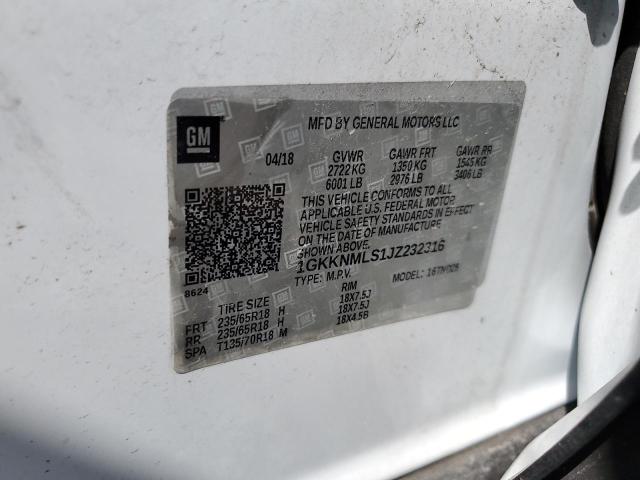 GM
MFD BY GENERAL MOTORS LLC
04/18 GVWR GAWR FRT GAWR RR
2722 KG 1350 KG 1545 KG
6001 LB 2976 LB 3406 LB
THIS VEHICLE CONFORMS TO ALL
APPLICABLE U.S. FEDERAL MOTOR
VEHICLE SAFETY STANDARDS IN EFFECT ON
THE DATE OF MANUFACTURE
SHOWN ABOVE.
1GKKNMLS1JZ232316
TYPE: M.P.V. MODEL:
8624
TIRE SIZE RIM
FRT 235/65R18 H 18X7.5J
RR 235/65R18 H 18X7.5J
SPA T135/70R18 M 18X4.5B